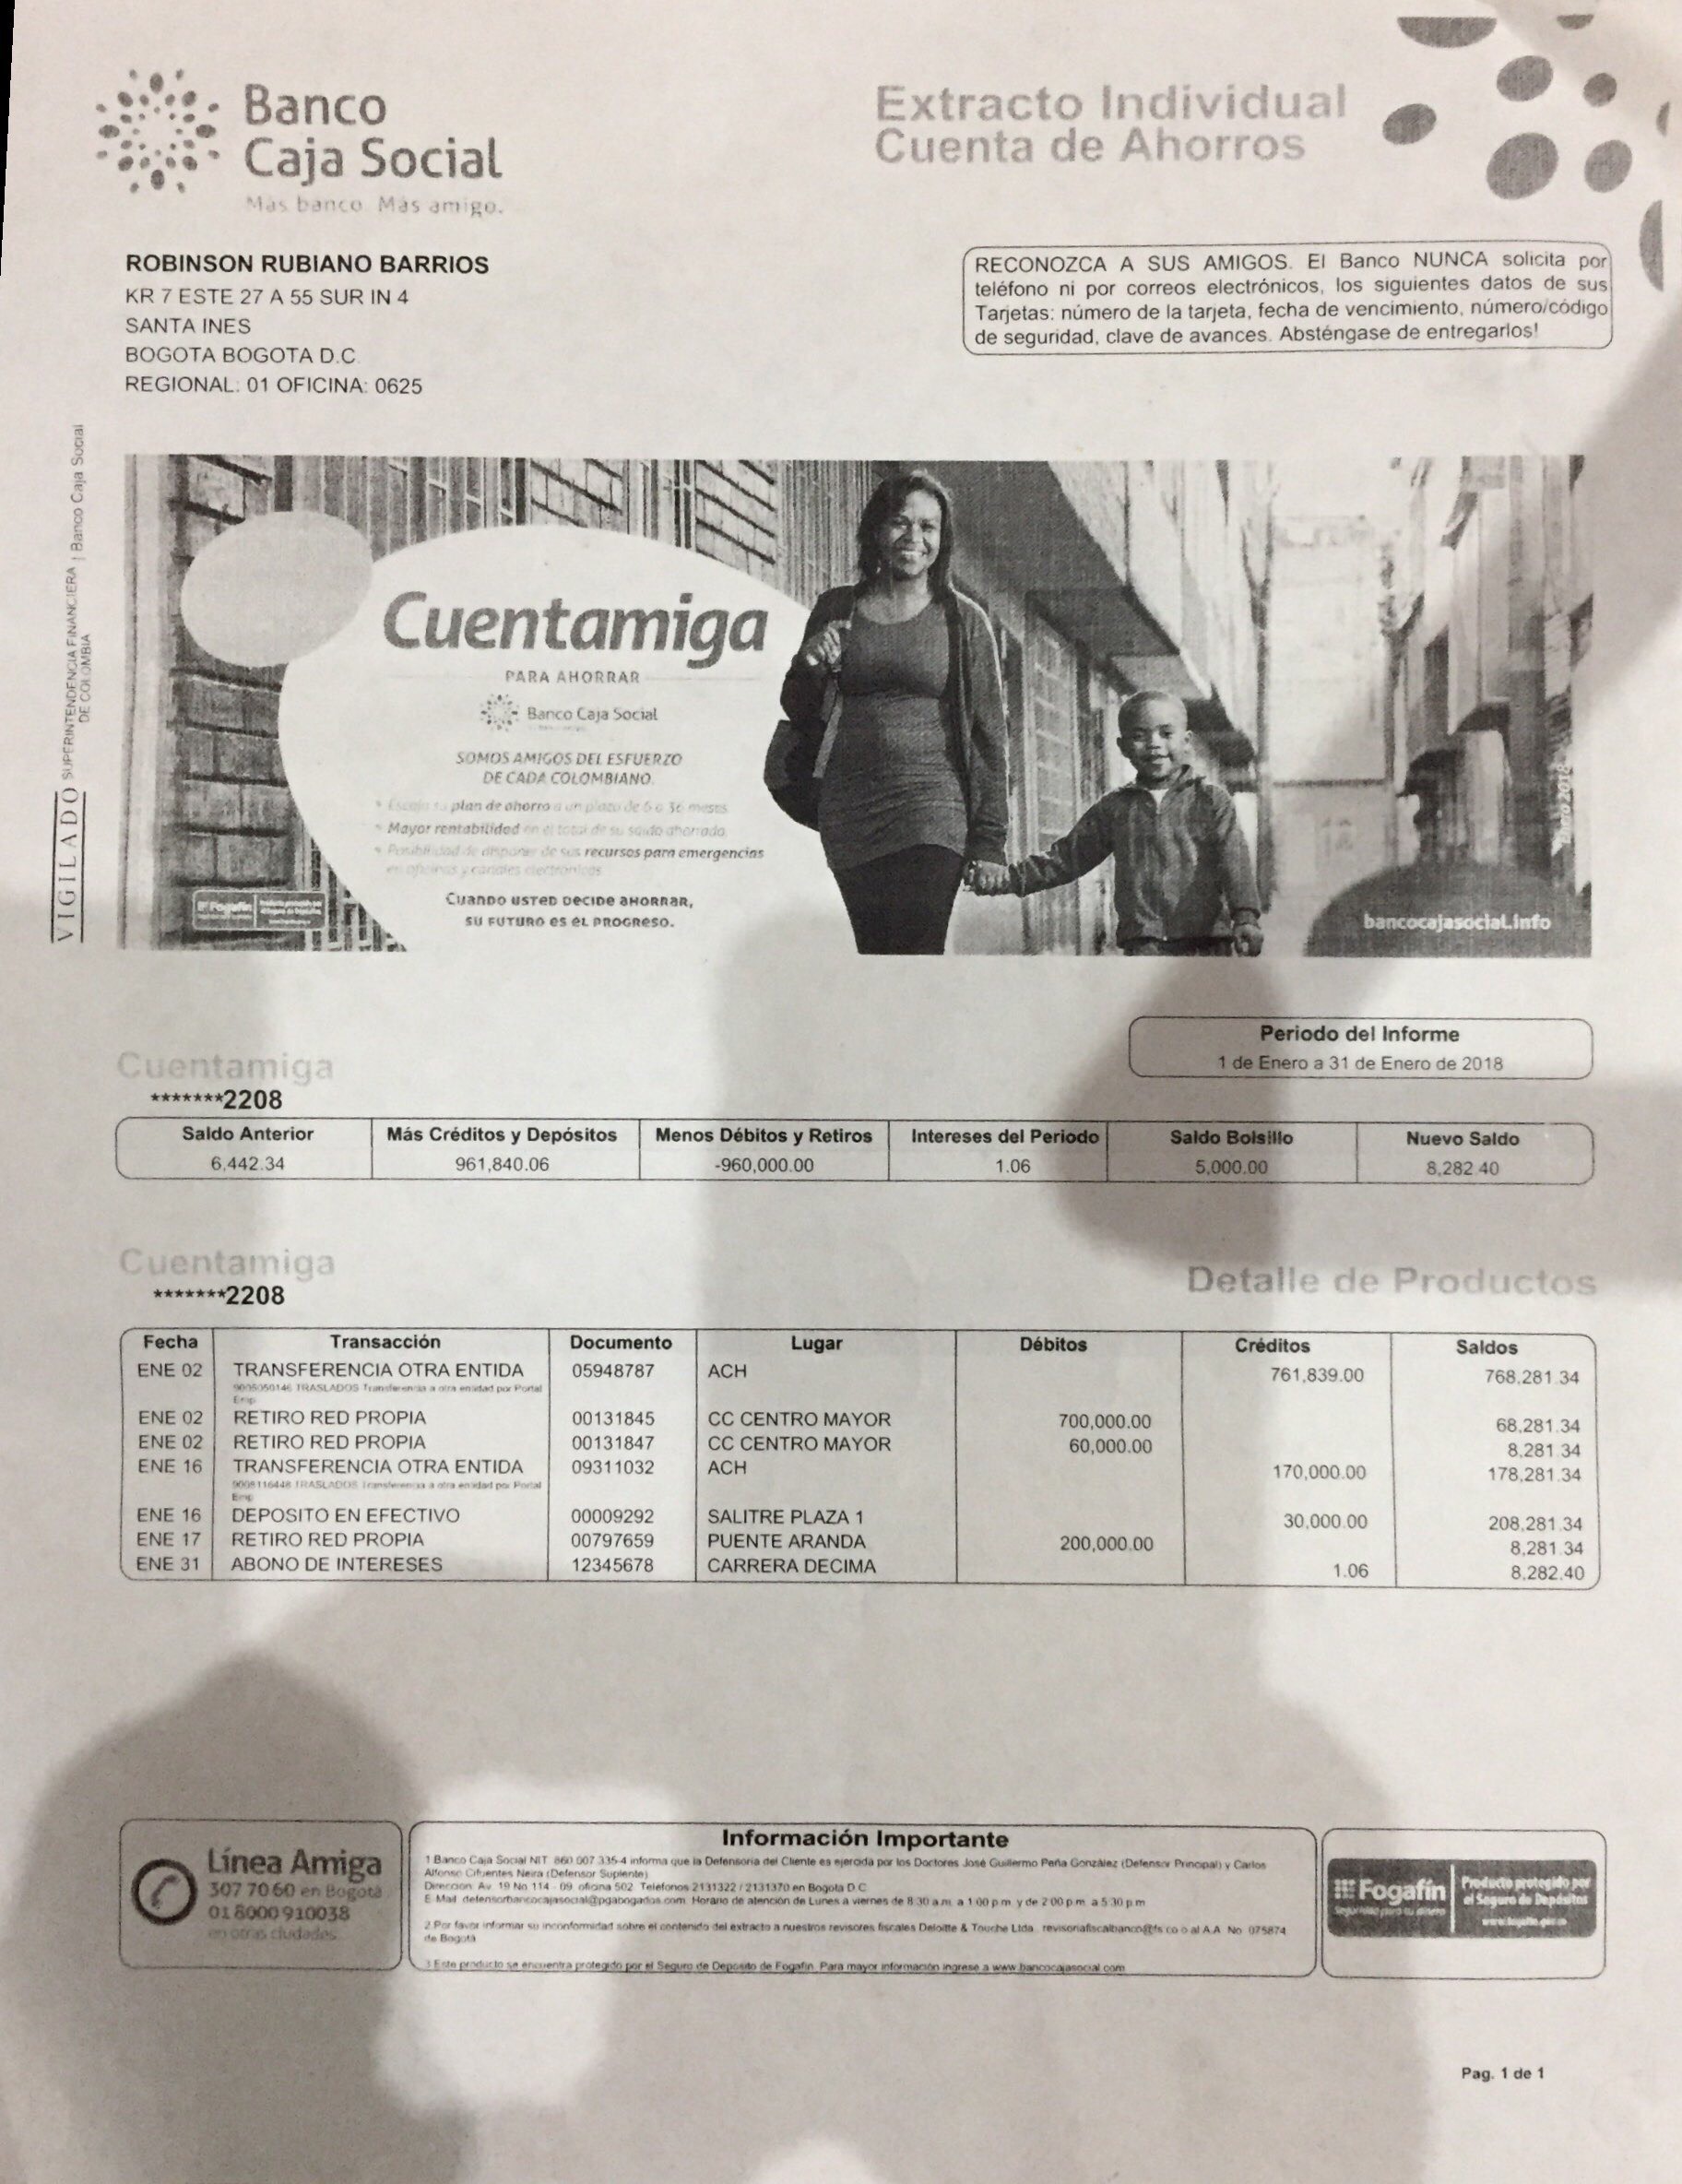 Banco
Caja Social
Más banco. Más amigo.
Extracto Individual
Cuenta de Ahorros
ROBINSON RUBIANO BARRIOS
KR 7 ESTE 27 A 55 SUR IN 4
SANTA INES
BOGOTA BOGOTA D.C.
REGIONAL: 01 OFICINA: 0625
RECONOZCA A SUS AMIGOS. El Banco NUNCA solicita por
teléfono ni por correos electrónicos, los siguientes datos de sus
Tarjetas: número de la tarjeta, fecha de vencimiento, número/código
de seguridad, clave de avances. Absténgase de entregarlos!
VIGILADO SUPERINTENDENCIA FINANCIERA | Banco Caja Social
DE COLOMBIA
Cuentamiga
PARA AHORRAR
Banco Caja Social
SOMOS AMIGOS DEL ESFUERZO
DE CADA COLOMBIANO.
plan de ahorro a un plazo de 6 a 36 meses
* Mayor rentabilidad en el total de su saldo ahorrado.
* Posibilidad de disponer de sus recursos para emergencias
en oficinas y canales electrónicos
Cuando usted decide ahorrar,
su futuro es el progreso.
Fogafín
bancocajasocial.info
Periodo del Informe
1 de Enero a 31 de Enero de 2018
Cuentamiga
*******2208
Saldo Anterior Más Créditos y Depósitos Menos Débitos y Retiros Intereses del Periodo Saldo Bolsillo Nuevo Saldo
6,442.34 961,840.06 -960,000.00 1.06 5,000.00 8,282.40
Cuentamiga
*******2208
Detalle de Productos
Fecha Transacción Documento Lugar Débitos Créditos Saldos
ENE 02 TRANSFERENCIA OTRA ENTIDA 05948787 ACH 761,839.00 768,281.34
TRASLADOS Transferencia a otra entidad por Portal
Emp
ENE 02 RETIRO RED PROPIA 00131845 CC CENTRO MAYOR 700,000.00 68,281.34
ENE 02 RETIRO RED PROPIA 00131847 CC CENTRO MAYOR 60,000.00 8,281.34
ENE 16 TRANSFERENCIA OTRA ENTIDA 09311032 ACH 170,000.00 178,281.34
TRASLADOS Transferencia a otra entidad por Portal
Emp
ENE 16 DEPOSITO EN EFECTIVO 00009292 SALITRE PLAZA 1 30,000.00 208,281.34
ENE 17 RETIRO RED PROPIA 00797659 PUENTE ARANDA 200,000.00 8,281.34
ENE 31 ABONO DE INTERESES 12345678 CARRERA DECIMA 1.06 8,282.40
Línea Amiga
307 70 60 en Bogotá
01 8000 910038
en otras ciudades
Información Importante
1 Banco Caja Social NIT 860 007 335-4 informa que la Defensoria del Cliente es ejercida por los Doctores José Guillermo Peña González (Defensor Principal) y Carlos
Alfonso Cifuentes Neira (Defensor Suplente)
Direccion Av. 19 No 114 - 09 oficina 502 Telefonos 2131322 / 2131370 en Bogota D.C
E Mail defensorbancocajasocial@pgabogados.com Horario de atención de Lunes a viernes de 8 30 a.m. a 1 00 p.m. y de 2 00 p.m. a 5 30 p.m
2 Por favor informar su inconformidad sobre el contenido del extracto a nuestros revisores fiscales Deloitte & Touche Ltda revisoriafiscalbanco@fs co o al A.A. No 075874
de Bogotá
3 Este producto se encuentra protegido por el Seguro de Deposito de Fogafin. Para mayor información ingrese a www.bancocajasocial.com
Fogafín
Producto protegido por
el Seguro de Depósitos
www.fogafin.gov.co
Pag. 1 de 1